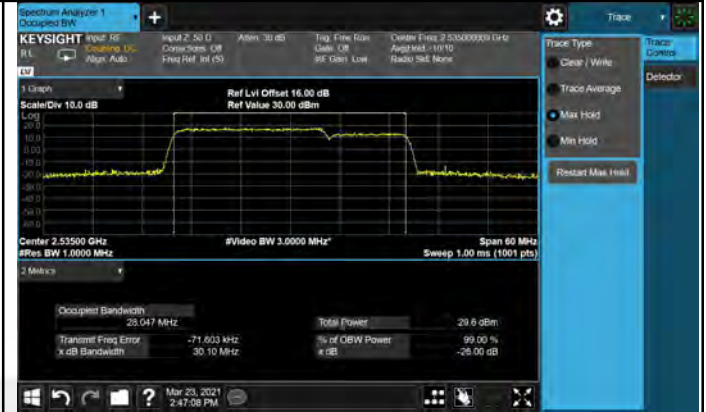 Spectrum Analyzer 1
Occupied BW
Trace
KEYSIGHT Input: RF
Coupling: DC
Align: Auto
Input Z: 50 Ω
Corrections: Off
Freq Ref: Int (S)
Atten: 30 dB
Trig: Free Run
Gate: Off
#IF Gain: Low
Center Freq: 2.535000000 GHz
Avg|Hold: >10/10
Radio Std: None
Trace Type
Clear / Write
Trace Average
Max Hold
Min Hold
Restart Max Hold
Trace
Control
Detector
1 Graph
Scale/Div 10.0 dB
Ref Lvl Offset 16.00 dB
Ref Value 30.00 dBm
Log
20.0
10.0
0.00
Center 2.53500 GHz
#Res BW 1.0000 MHz
#Video BW 3.0000 MHz*
Span 60 MHz
Sweep 1.00 ms (1001 pts)
2 Metrics
Occupied Bandwidth
28.047 MHz
Total Power 29.6 dBm
Transmit Freq Error -71.603 kHz
% of OBW Power 99.00 %
x dB Bandwidth 30.10 MHz
x dB -26.00 dB
Mar 23, 2021
2:47:08 PM